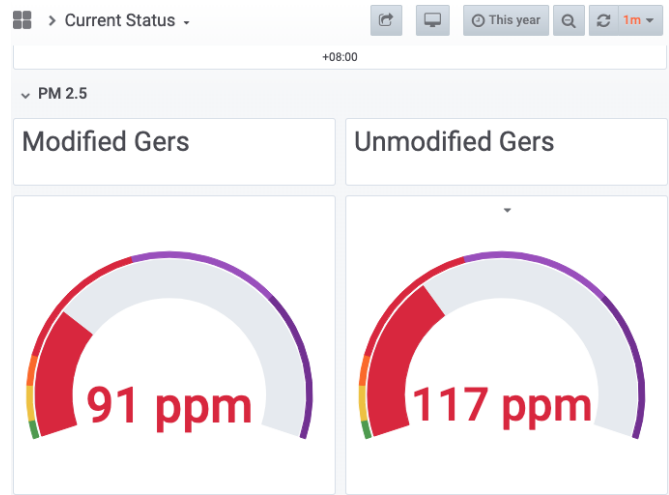 Current Status
This year
1m
+08:00
PM 2.5
Modified Gers
Unmodified Gers
91 ppm
117 ppm